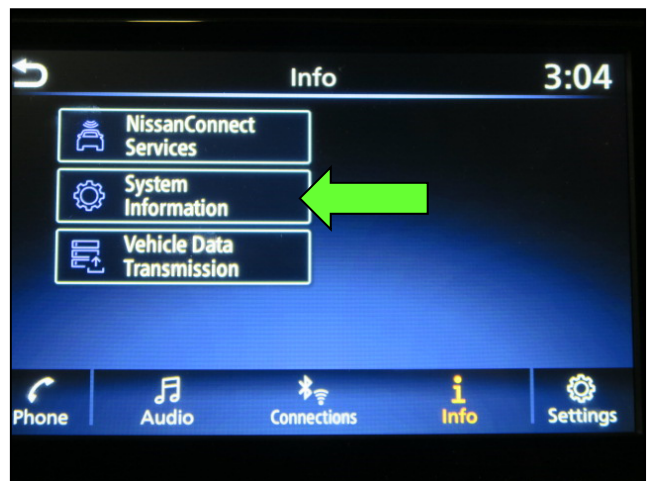 Info
3:04
NissanConnect
Services
System
Information
Vehicle Data
Transmission
Phone
Audio
Connections
Info
Settings